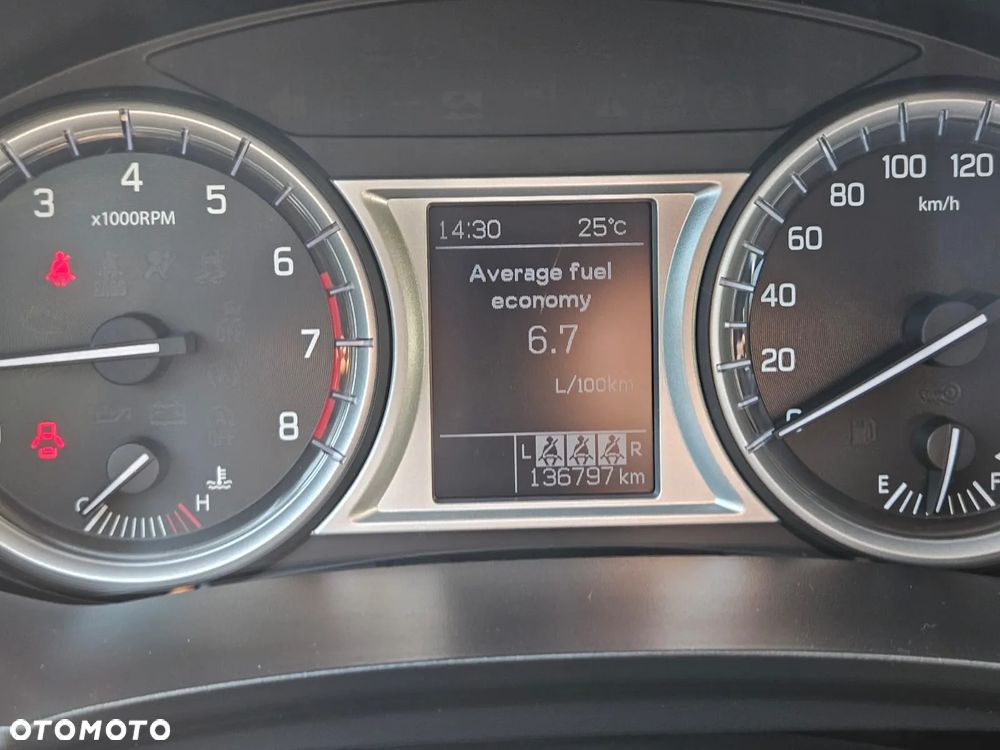 3
4
5
x1000RPM
6
7
8
C
H
14:30 25°C
Average fuel
economy
6.7
L/100km
L R
136797 km
0
20
40
60
80
100
120
km/h
E
F
OTOMOTO